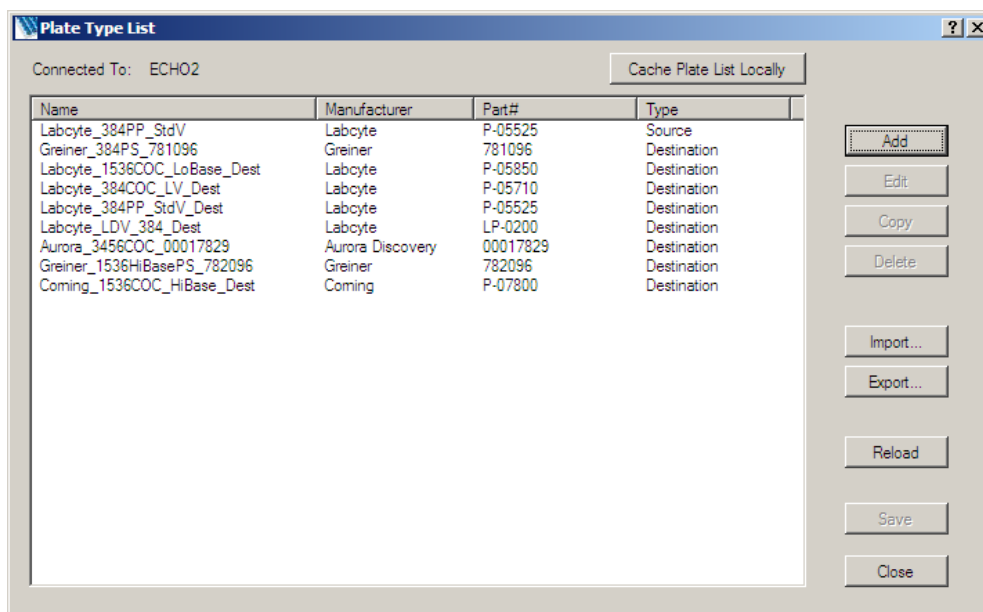 Plate Type List
Connected To: ECHO2 Cache Plate List Locally
Name Manufacturer Part# Type
Labcyte_384PP_StdV Labcyte P-05525 Source
Greiner_384PS_781096 Greiner 781096 Destination
Labcyte_1536COC_LoBase_Dest Labcyte P-05850 Destination
Labcyte_384COC_LV_Dest Labcyte P-05710 Destination
Labcyte_384PP_StdV_Dest Labcyte P-05525 Destination
Labcyte_LDV_384_Dest Labcyte LP-0200 Destination
Aurora_3456COC_00017829 Aurora Discovery 00017829 Destination
Greiner_1536HiBasePS_782096 Greiner 782096 Destination
Corning_1536COC_HiBase_Dest Corning P-07800 Destination
Add
Edit
Copy
Delete
Import...
Export...
Reload
Save
Close